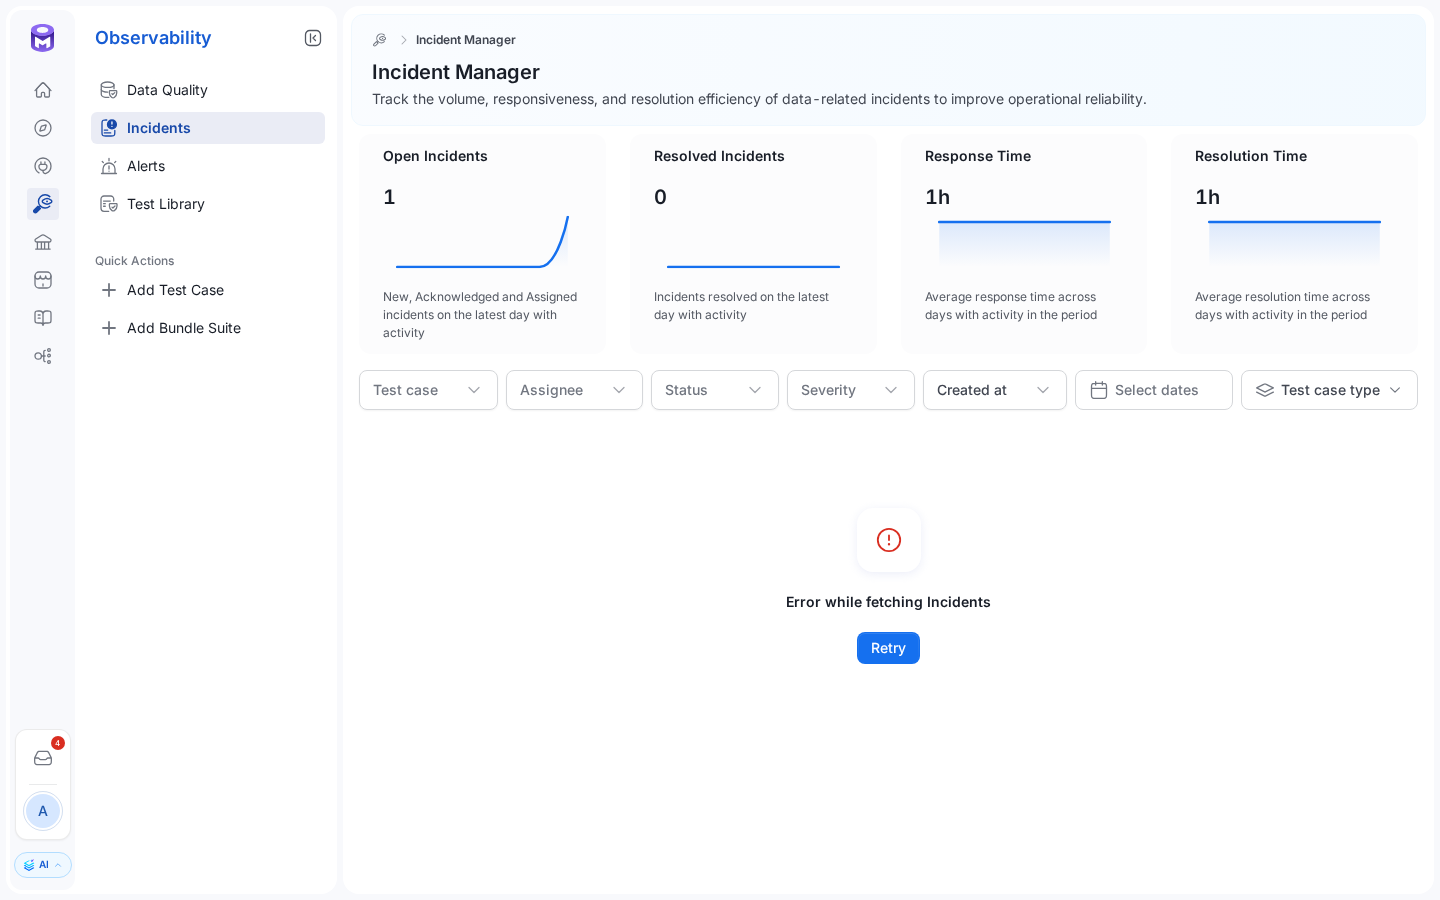 Observability
Data Quality
Incidents
Alerts
Test Library
Quick Actions
Add Test Case
Add Bundle Suite
4
A
AI
Incident Manager
Incident Manager
Track the volume, responsiveness, and resolution efficiency of data-related incidents to improve operational reliability.
Open Incidents
1
New, Acknowledged and Assigned
incidents on the latest day with
activity
Resolved Incidents
0
Incidents resolved on the latest
day with activity
Response Time
1h
Average response time across
days with activity in the period
Resolution Time
1h
Average resolution time across
days with activity in the period
Test case
Assignee
Status
Severity
Created at
Select dates
Test case type
Error while fetching Incidents
Retry